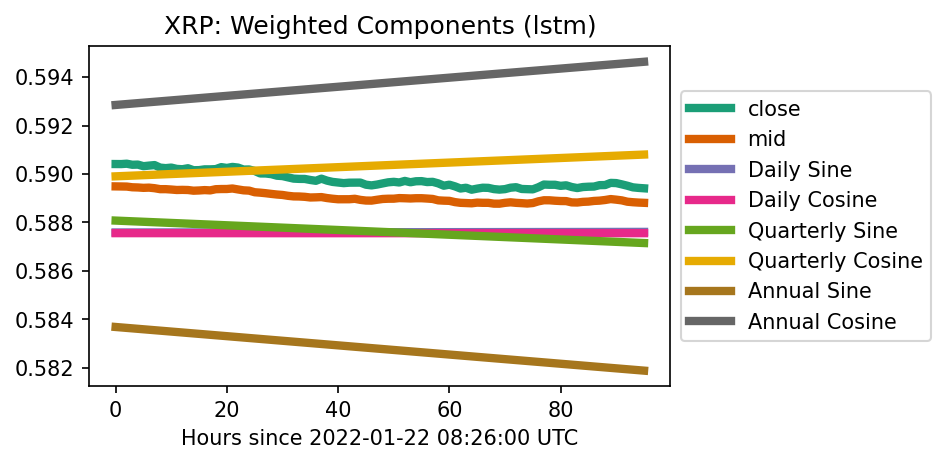 XRP: Weighted Components (lstm)
0.594
0.592
0.590
0.588
0.586
0.584
0.582
0
20
40
60
80
Hours since 2022-01-22 08:26:00 UTC
close
mid
Daily Sine
Daily Cosine
Quarterly Sine
Quarterly Cosine
Annual Sine
Annual Cosine